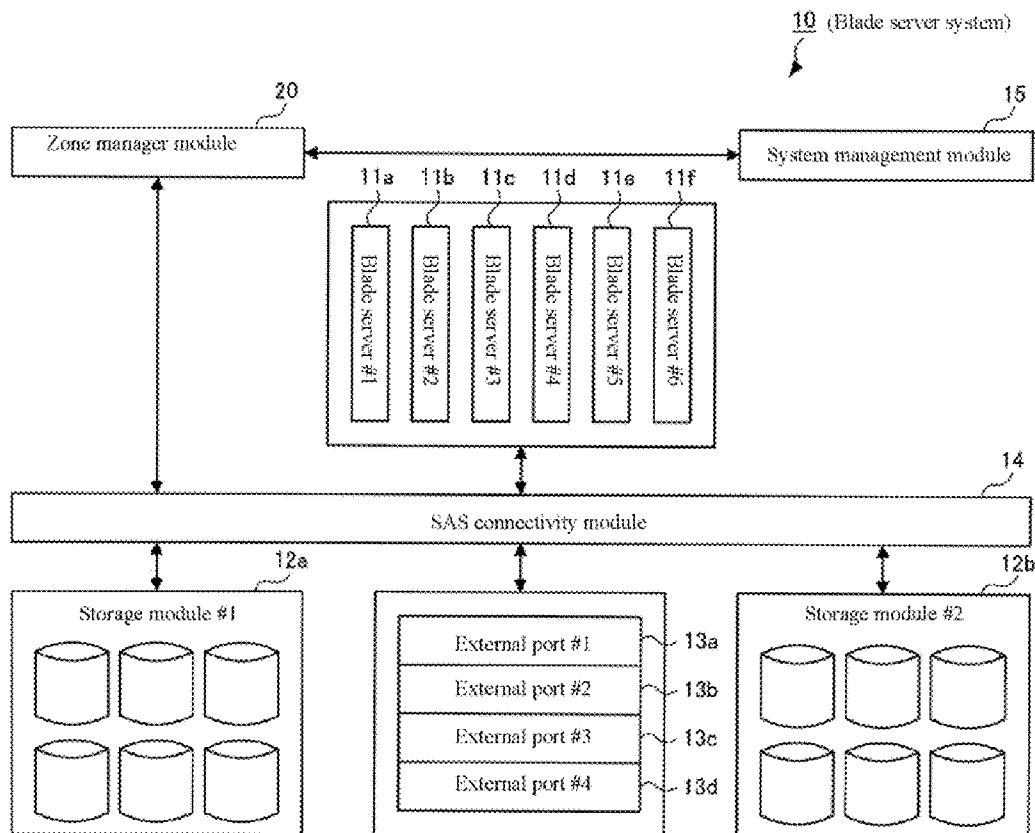 10 (Blade server system)
20
15
Zone manager module
System management module
11a 11b 11c 11d 11e 11f
Blade server #1
Blade server #2
Blade server #3
Blade server #4
Blade server #5
Blade server #6
14
SAS connectivity module
12a
12b
Storage module #1
Storage module #2
External port #1
13a
External port #2
13b
External port #3
13c
External port #4
13d